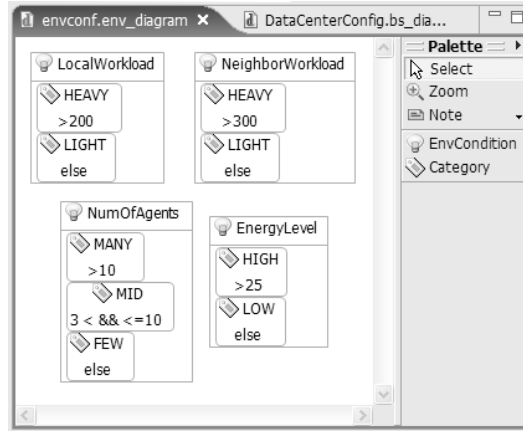 envconf.env_diagram
DataCenterConfig.bs_dia...
LocalWorkload
HEAVY
>200
LIGHT
else
NeighborWorkload
HEAVY
>300
LIGHT
else
NumOfAgents
MANY
>10
MID
3 < && <=10
FEW
else
EnergyLevel
HIGH
>25
LOW
else
Palette
Select
Zoom
Note
EnvCondition
Category